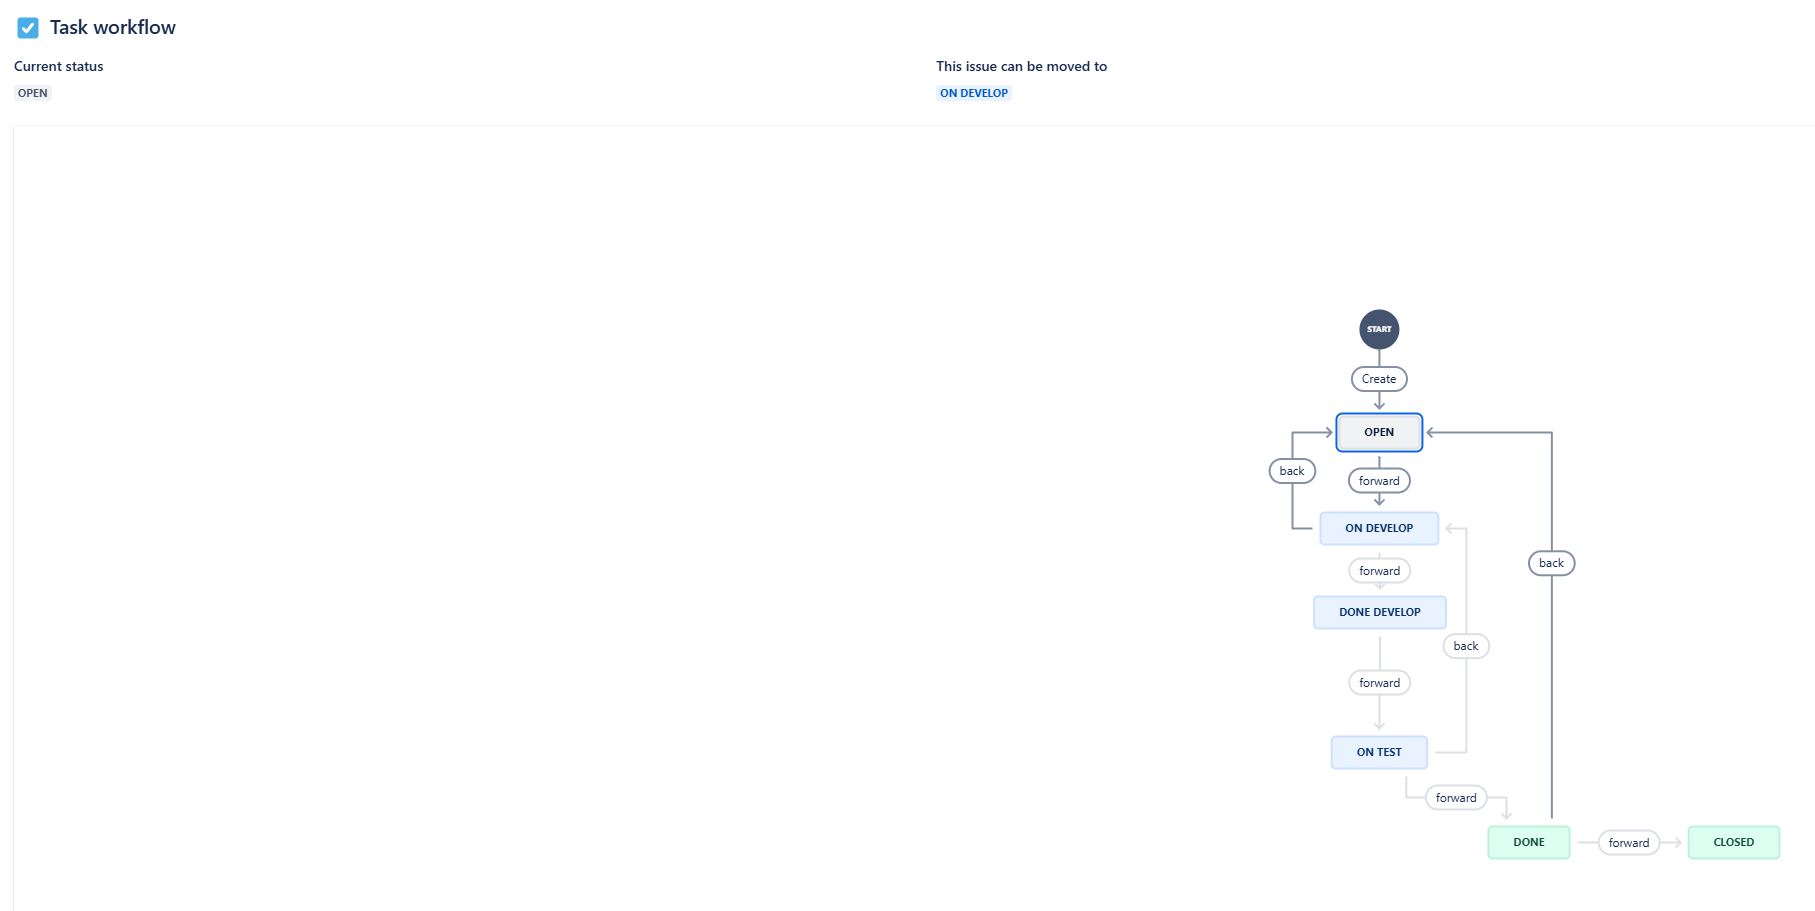 Task workflow
Current status
This issue can be moved to
OPEN
ON DEVELOP
START
Create
OPEN
back
forward
ON DEVELOP
back
forward
DONE DEVELOP
back
forward
ON TEST
forward
DONE
forward
CLOSED